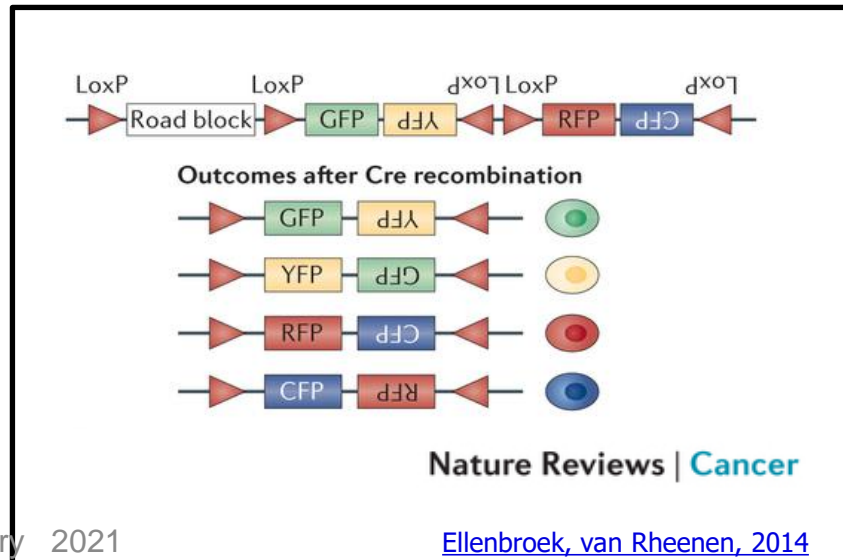 LoxP LoxP LoxP LoxP LoxP
Road block GFP YFP RFP CFP
Outcomes after Cre recombination
GFP YFP
YFP GFP
RFP CFP
CFP RFP
Nature Reviews | Cancer
2021 Ellenbroek, van Rheenen, 2014